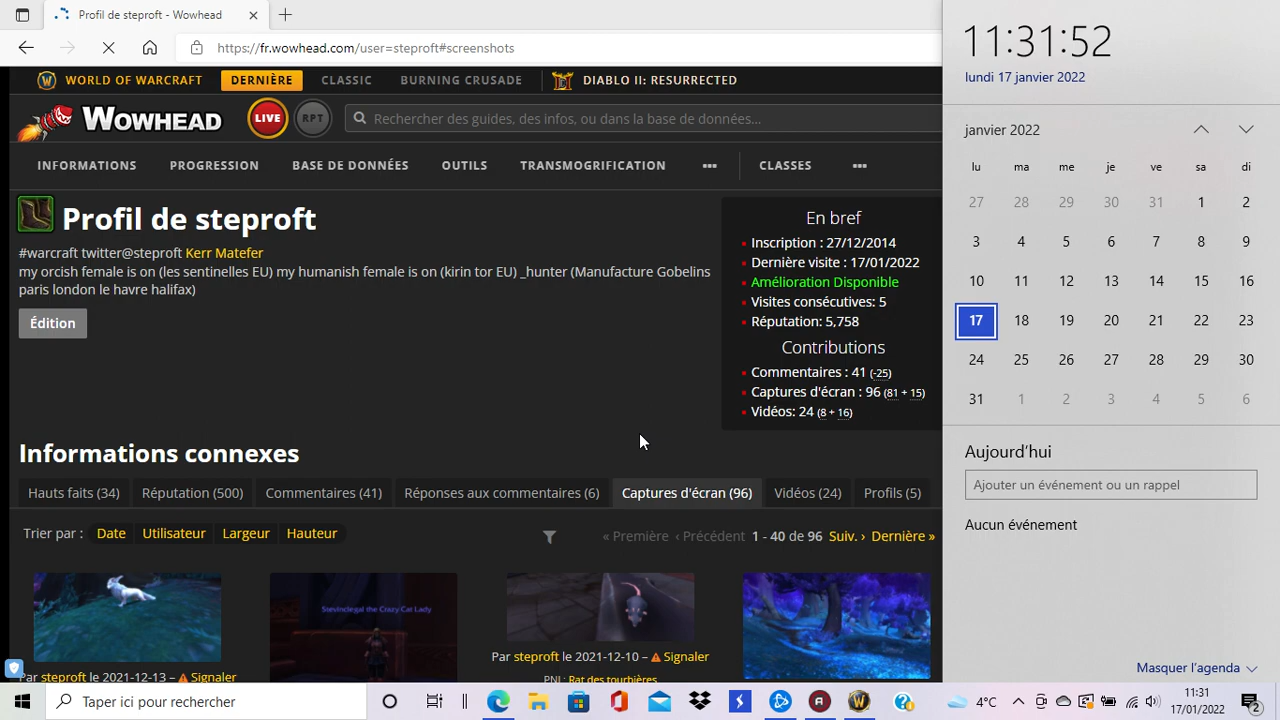 Profil de steproft - Wowhead
https://fr.wowhead.com/user=steproft#screenshots
WORLD OF WARCRAFT DERNIÈRE CLASSIC BURNING CRUSADE DIABLO II: RESURRECTED
WOWHEAD LIVE RPT Rechercher des guides, des infos, ou dans la base de données...
INFORMATIONS PROGRESSION BASE DE DONNÉES OUTILS TRANSMOGRIFICATION ••• CLASSES •••
Profil de steproft
#warcraft twitter@steproft Kerr Matefer
my orcish female is on (les sentinelles EU) my humanish female is on (kirin tor EU) _hunter (Manufacture Gobelins
paris london le havre halifax)
Édition
En bref
Inscription : 27/12/2014
Dernière visite : 17/01/2022
Amélioration Disponible
Visites consécutives: 5
Réputation: 5,758
Contributions
Commentaires : 41 (-25)
Captures d'écran : 96 (81 + 15)
Vidéos: 24 (8 + 16)
Informations connexes
Hauts faits (34) Réputation (500) Commentaires (41) Réponses aux commentaires (6) Captures d'écran (96) Vidéos (24) Profils (5)
Trier par : Date Utilisateur Largeur Hauteur « Première ‹ Précédent 1 - 40 de 96 Suiv. › Dernière »
Stevinclegal the Crazy Cat Lady
Par steproft le 2021-12-10 – Signaler
Par steproft le 2021-12-13 – Signaler
PNJ : Rat des tourbières
11:31:52
lundi 17 janvier 2022
janvier 2022
lu ma me je ve sa di
27 28 29 30 31 1 2
3 4 5 6 7 8 9
10 11 12 13 14 15 16
17 18 19 20 21 22 23
24 25 26 27 28 29 30
31 1 2 3 4 5 6
Aujourd'hui
Ajouter un événement ou un rappel
Aucun événement
Masquer l'agenda
Taper ici pour rechercher
4°C
11:31
17/01/2022
2